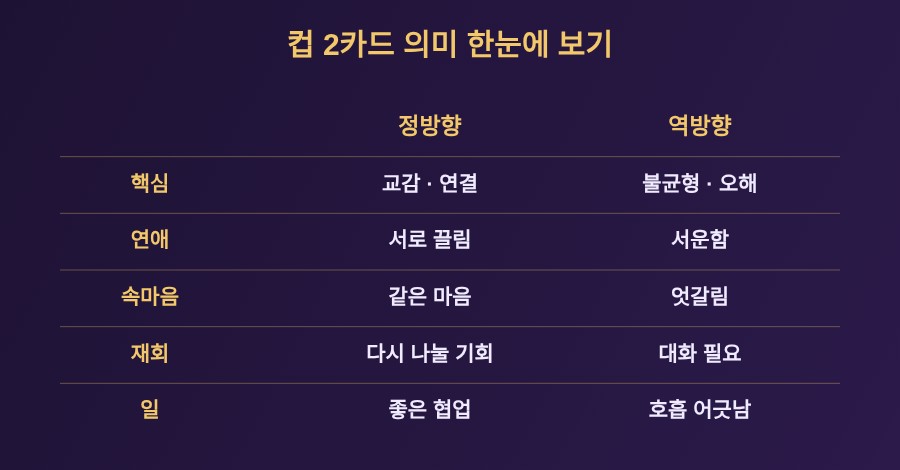 컵 2카드 의미 한눈에 보기
정방향 역방향
핵심 교감 · 연결 불균형 · 오해
연애 서로 끌림 서운함
속마음 같은 마음 엇갈림
재회 다시 나눌 기회 대화 필요
일 좋은 협업 호흡 어긋남